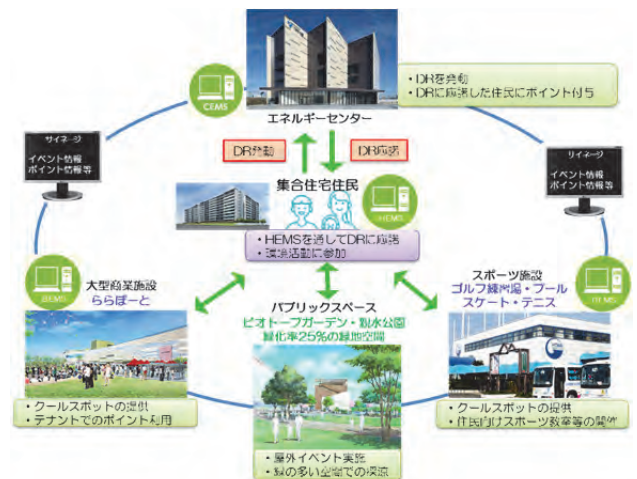 CEMS
・DRを発動
・DRに応諾した住民にポイント付与
エネルギーセンター
サイネージ
イベント情報
ポイント情報等
DR発動
DR応諾
サイネージ
イベント情報
ポイント情報等
集合住宅住民
HEMS
・HEMSを通してDRに応諾
・環境活動に参加
BEMS
大型商業施設
ららぽーと
パブリックスペース
ビオトープガーデン・親水公園
緑化率25%の緑地空間
スポーツ施設
ゴルフ練習場・プール
スケート・テニス
BEMS
・クールスポットの提供
・テナントでのポイント利用
・屋外イベント実施
・緑の多い空間での採涼
・クールスポットの提供
・住民向けスポーツ教室等の開催